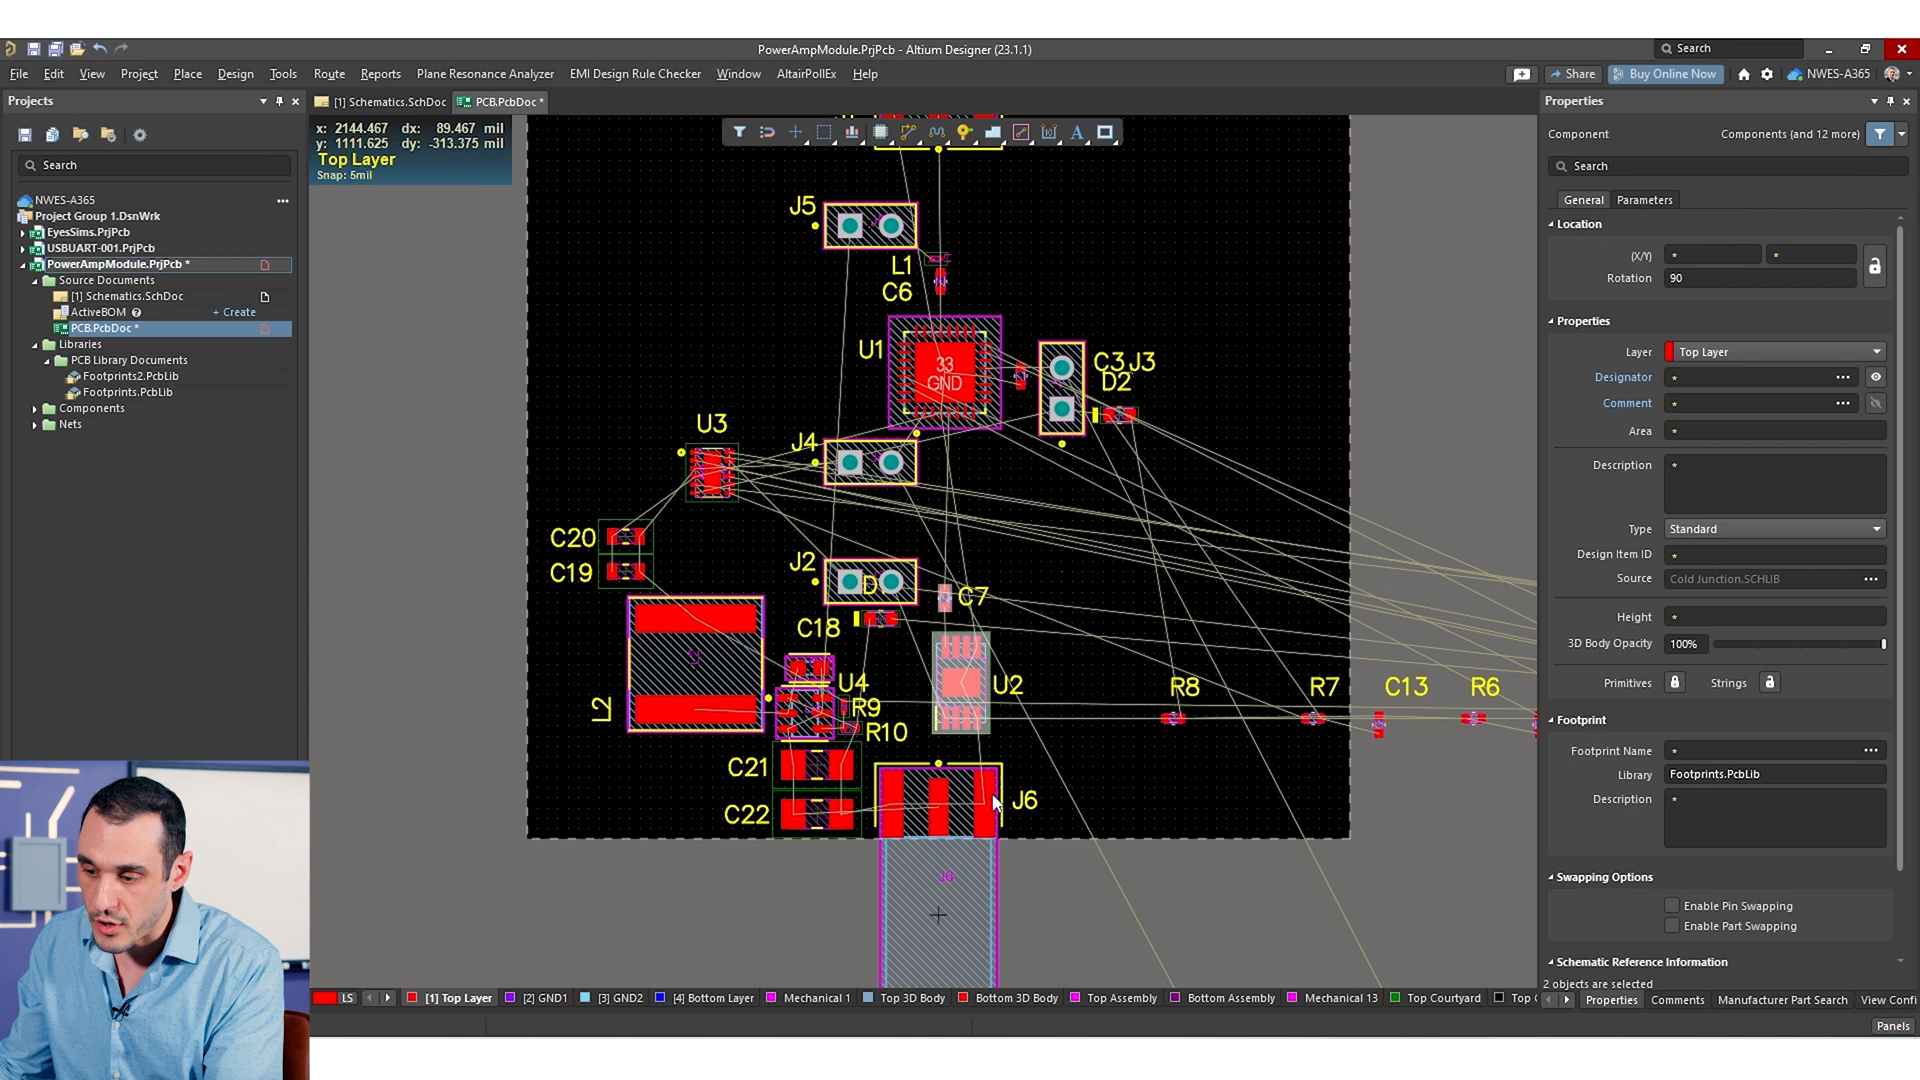 PowerAmpModule.PrjPcb - Altium Designer (23.1.1)
Search
File Edit View Project Place Design Tools Route Reports Plane Resonance Analyzer EMI Design Rule Checker Window AltairPollEx Help
Share
Buy Online Now
NWES-A365
Projects
[1] Schematics.SchDoc
PCB.PcbDoc *
Search
NWES-A365
Project Group 1.DsnWrk
EyesSims.PrjPcb
USBUART-001.PrjPcb
PowerAmpModule.PrjPcb *
Source Documents
[1] Schematics.SchDoc
ActiveBOM
+ Create
PCB.PcbDoc *
Libraries
PCB Library Documents
Footprints2.PcbLib
Footprints.PcbLib
Components
Nets
x: 2144.467 dx: 89.467 mil
y: 1111.625 dy: -313.375 mil
Top Layer
Snap: 5mil
J5
L1
C6
U1
33
GND
C3 J3
D2
U3
J4
C20
C19
J2
C7
C18
U4
U2
R9
R10
L2
C21
C22
J6
J6
R8
R7
C13
R6
Properties
Component
Components (and 12 more)
Search
General
Parameters
Location
(X/Y) * *
Rotation 90
Properties
Layer Top Layer
Designator *
Comment *
Area *
Description *
Type Standard
Design Item ID *
Source Cold Junction.SCHLIB
Height *
3D Body Opacity 100%
Primitives
Strings
Footprint
Footprint Name *
Library Footprints.PcbLib
Description *
Swapping Options
Enable Pin Swapping
Enable Part Swapping
Schematic Reference Information
2 objects are selected
LS
[1] Top Layer
[2] GND1
[3] GND2
[4] Bottom Layer
Mechanical 1
Top 3D Body
Bottom 3D Body
Top Assembly
Bottom Assembly
Mechanical 13
Top Courtyard
Properties
Comments
Manufacturer Part Search
View Confi
Panels